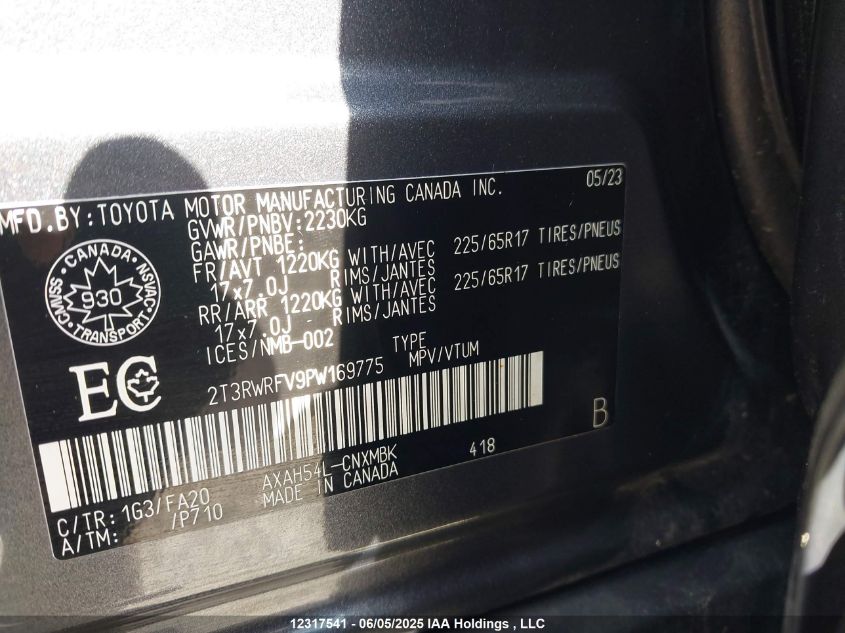 MFD.BY:TOYOTA MOTOR MANUFACTURING CANADA INC. 05/23
GVWR/PNBV:2230KG
GAWR/PNBE:
FR/AVT 1220KG WITH/AVEC 225/65R17 TIRES/PNEUS
17x7.0J RIMS/JANTES
RR/ARR 1220KG WITH/AVEC 225/65R17 TIRES/PNEUS
17x7.0J RIMS/JANTES
ICES/NMB-002
CANADA
CMVSS NSVAC
930
TRANSPORT
EC
TYPE
2T3RWRFV9PW169775 MPV/VTUM
B
AXAH54L-CNXMBK 418
MADE IN CANADA
C/TR: 1G3/FA20
A/TM: /P710
12317541 - 06/05/2025 IAA Holdings , LLC